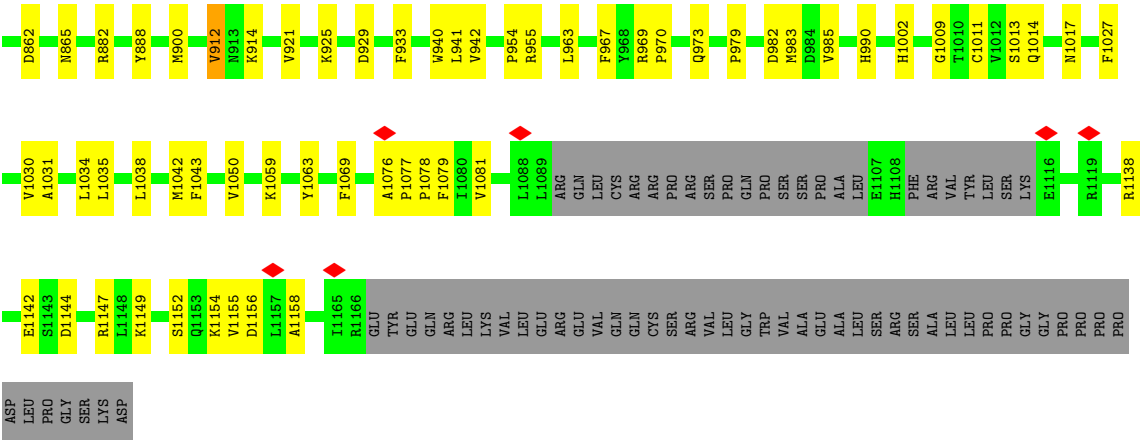 D862 N865 R882 Y888 M900 V912 N913 K914 V921 K925 D929 F933 W940 L941 V942 P954 R955 L963 F967 Y968 R969 P970 Q973 P979 D982 M983 D984 V985 H990 H1002 G1009 T1010 C1011 V1012 S1013 Q1014 N1017 F1027
V1030 A1031 L1034 L1035 L1038 M1042 F1043 V1050 K1059 Y1063 F1069 A1076 P1077 P1078 F1079 I1080 V1081 L1088 L1089 ARG GLN LEU CYS ARG ARG PRO ARG SER PRO GLN PRO SER SER PRO ALA LEU E1107 H1108 PHE ARG VAL TYR LEU SER LYS E1116 R1119 R1138
E1142 S1143 D1144 R1147 L1148 K1149 S1152 Q1153 K1154 V1155 D1156 L1157 A1158 I1165 R1166 GLU TYR GLU GLN ARG LEU LYS VAL LEU GLU ARG GLU VAL GLN GLN CYS SER ARG VAL LEU GLY TRP VAL ALA GLU ALA LEU SER ARG SER ALA LEU LEU PRO PRO GLY GLY PRO PRO PRO PRO
ASP LEU PRO GLY SER LYS ASP